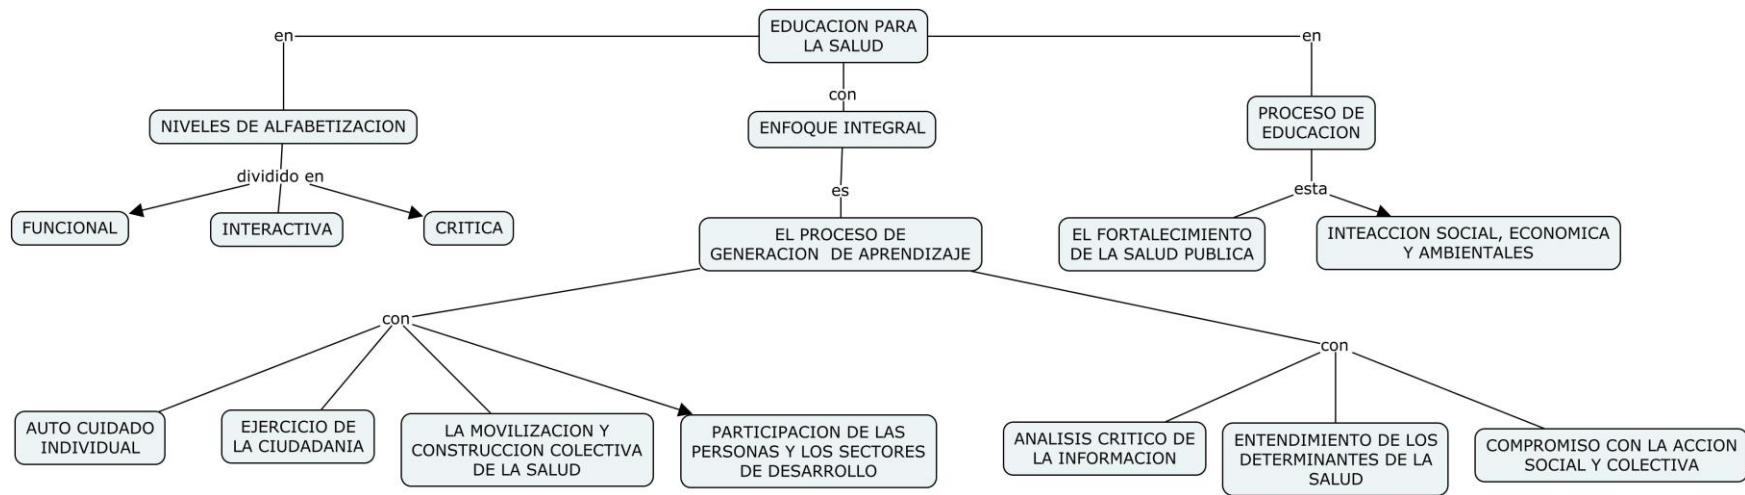 EDUCACION PARA
LA SALUD
en
en
con
NIVELES DE ALFABETIZACION
ENFOQUE INTEGRAL
PROCESO DE
EDUCACION
dividido en
es
esta
FUNCIONAL
INTERACTIVA
CRITICA
EL PROCESO DE
GENERACION DE APRENDIZAJE
EL FORTALECIMIENTO
DE LA SALUD PUBLICA
INTEACCION SOCIAL, ECONOMICA
Y AMBIENTALES
con
con
AUTO CUIDADO
INDIVIDUAL
EJERCICIO DE
LA CIUDADANIA
LA MOVILIZACION Y
CONSTRUCCION COLECTIVA
DE LA SALUD
PARTICIPACION DE LAS
PERSONAS Y LOS SECTORES
DE DESARROLLO
ANALISIS CRITICO DE
LA INFORMACION
ENTENDIMIENTO DE LOS
DETERMINANTES DE LA
SALUD
COMPROMISO CON LA ACCION
SOCIAL Y COLECTIVA